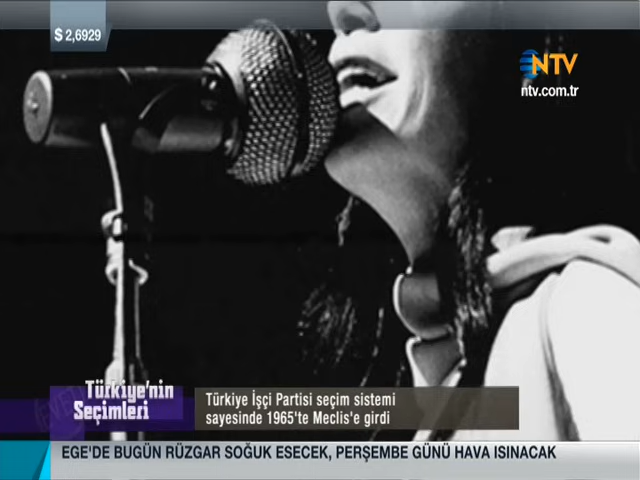 $ 2,6929
NTV
ntv.com.tr
Türkiye'nin
Seçimleri
Türkiye İşçi Partisi seçim sistemi
sayesinde 1965'te Meclis'e girdi
EGE'DE BUGÜN RÜZGAR SOĞUK ESECEK, PERŞEMBE GÜNÜ HAVA ISINACAK